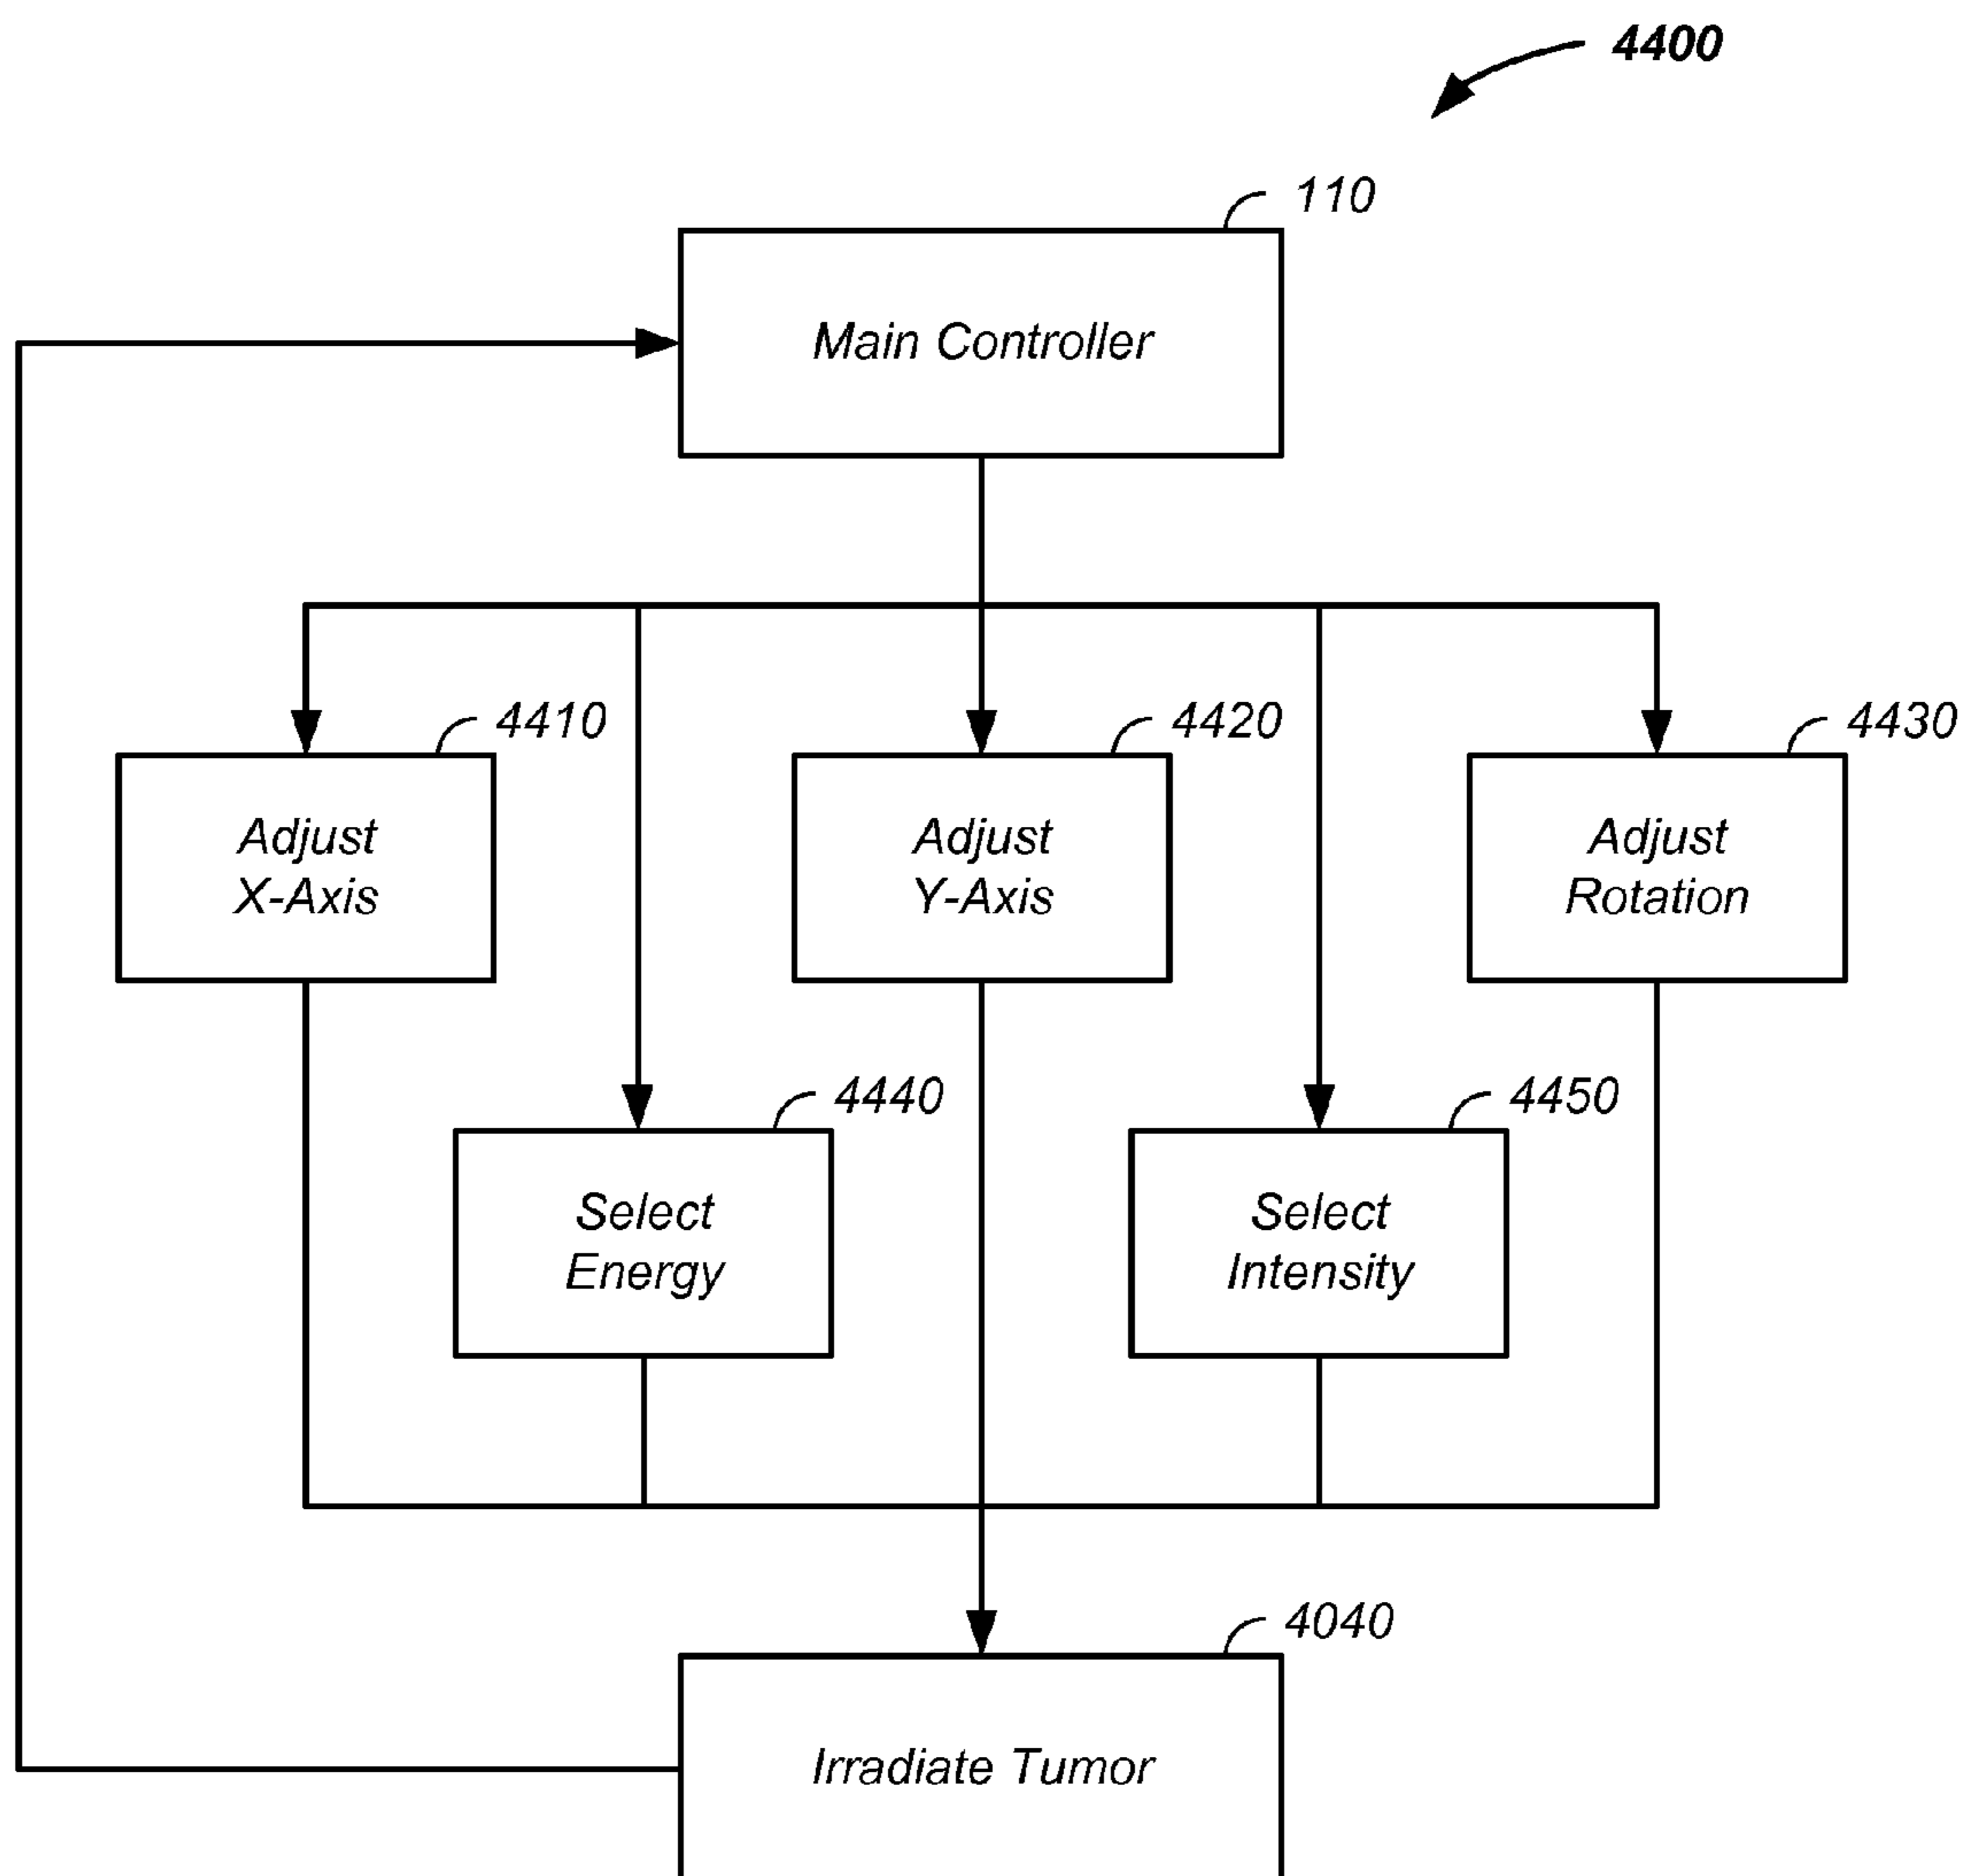 4400
110
Main Controller
4410
4420
4430
Adjust
X-Axis
Adjust
Y-Axis
Adjust
Rotation
4440
4450
Select
Energy
Select
Intensity
4040
Irradiate Tumor